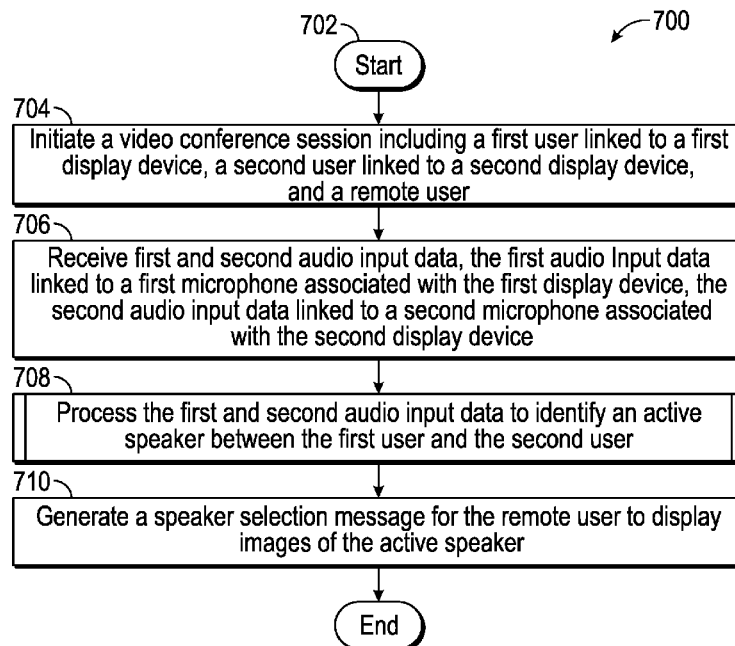 702
700
Start
704
Initiate a video conference session including a first user linked to a first
display device, a second user linked to a second display device,
and a remote user
706
Receive first and second audio input data, the first audio Input data
linked to a first microphone associated with the first display device, the
second audio input data linked to a second microphone associated
with the second display device
708
Process the first and second audio input data to identify an active
speaker between the first user and the second user
710
Generate a speaker selection message for the remote user to display
images of the active speaker
End